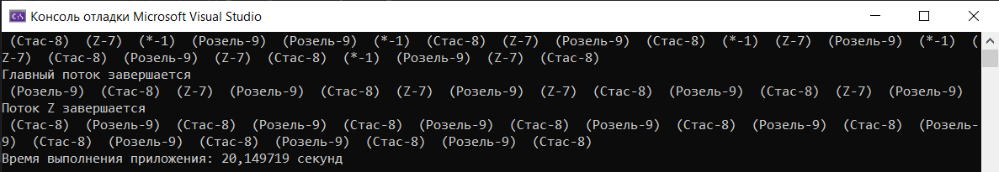 Консоль отладки Microsoft Visual Studio
(Стас-8) (Z-7) (*-1) (Розель-9) (Розель-9) (*-1) (Стас-8) (Z-7) (Розель-9) (Стас-8) (*-1) (Z-7) (Розель-9) (*-1) (
Z-7) (Стас-8) (Розель-9) (Z-7) (Стас-8) (*-1) (Розель-9) (Z-7) (Стас-8)
Главный поток завершается
(Розель-9) (Стас-8) (Z-7) (Розель-9) (Стас-8) (Z-7) (Розель-9) (Z-7) (Стас-8) (Розель-9) (Стас-8) (Z-7) (Розель-9)
Поток Z завершается
(Стас-8) (Розель-9) (Стас-8) (Розель-9) (Стас-8) (Розель-9) (Стас-8) (Розель-9) (Стас-8) (Розель-9) (Стас-8) (Розель-
9) (Стас-8) (Розель-9) (Стас-8) (Розель-9) (Стас-8) (Розель-9) (Стас-8)
Время выполнения приложения: 20,149719 секунд